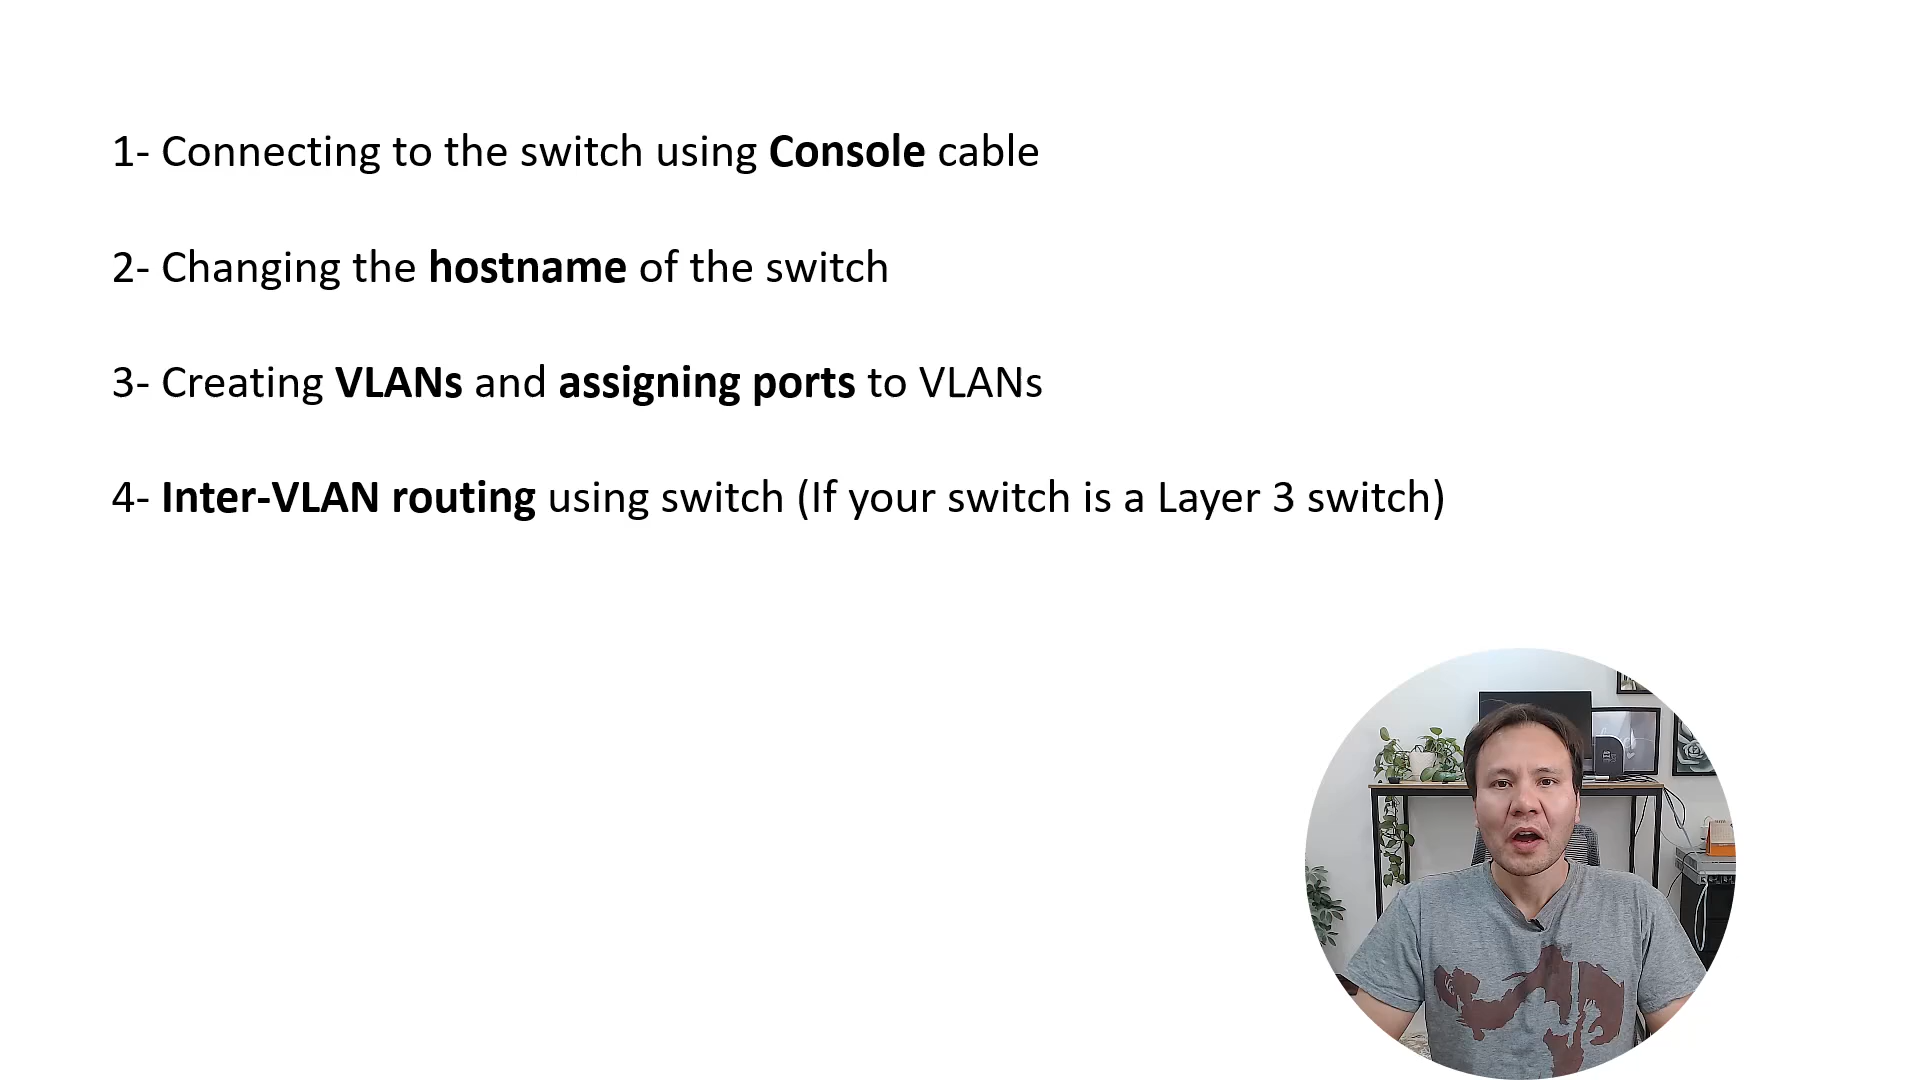 1- Connecting to the switch using Console cable
2- Changing the hostname of the switch
3- Creating VLANs and assigning ports to VLANs
4- Inter-VLAN routing using switch (If your switch is a Layer 3 switch)